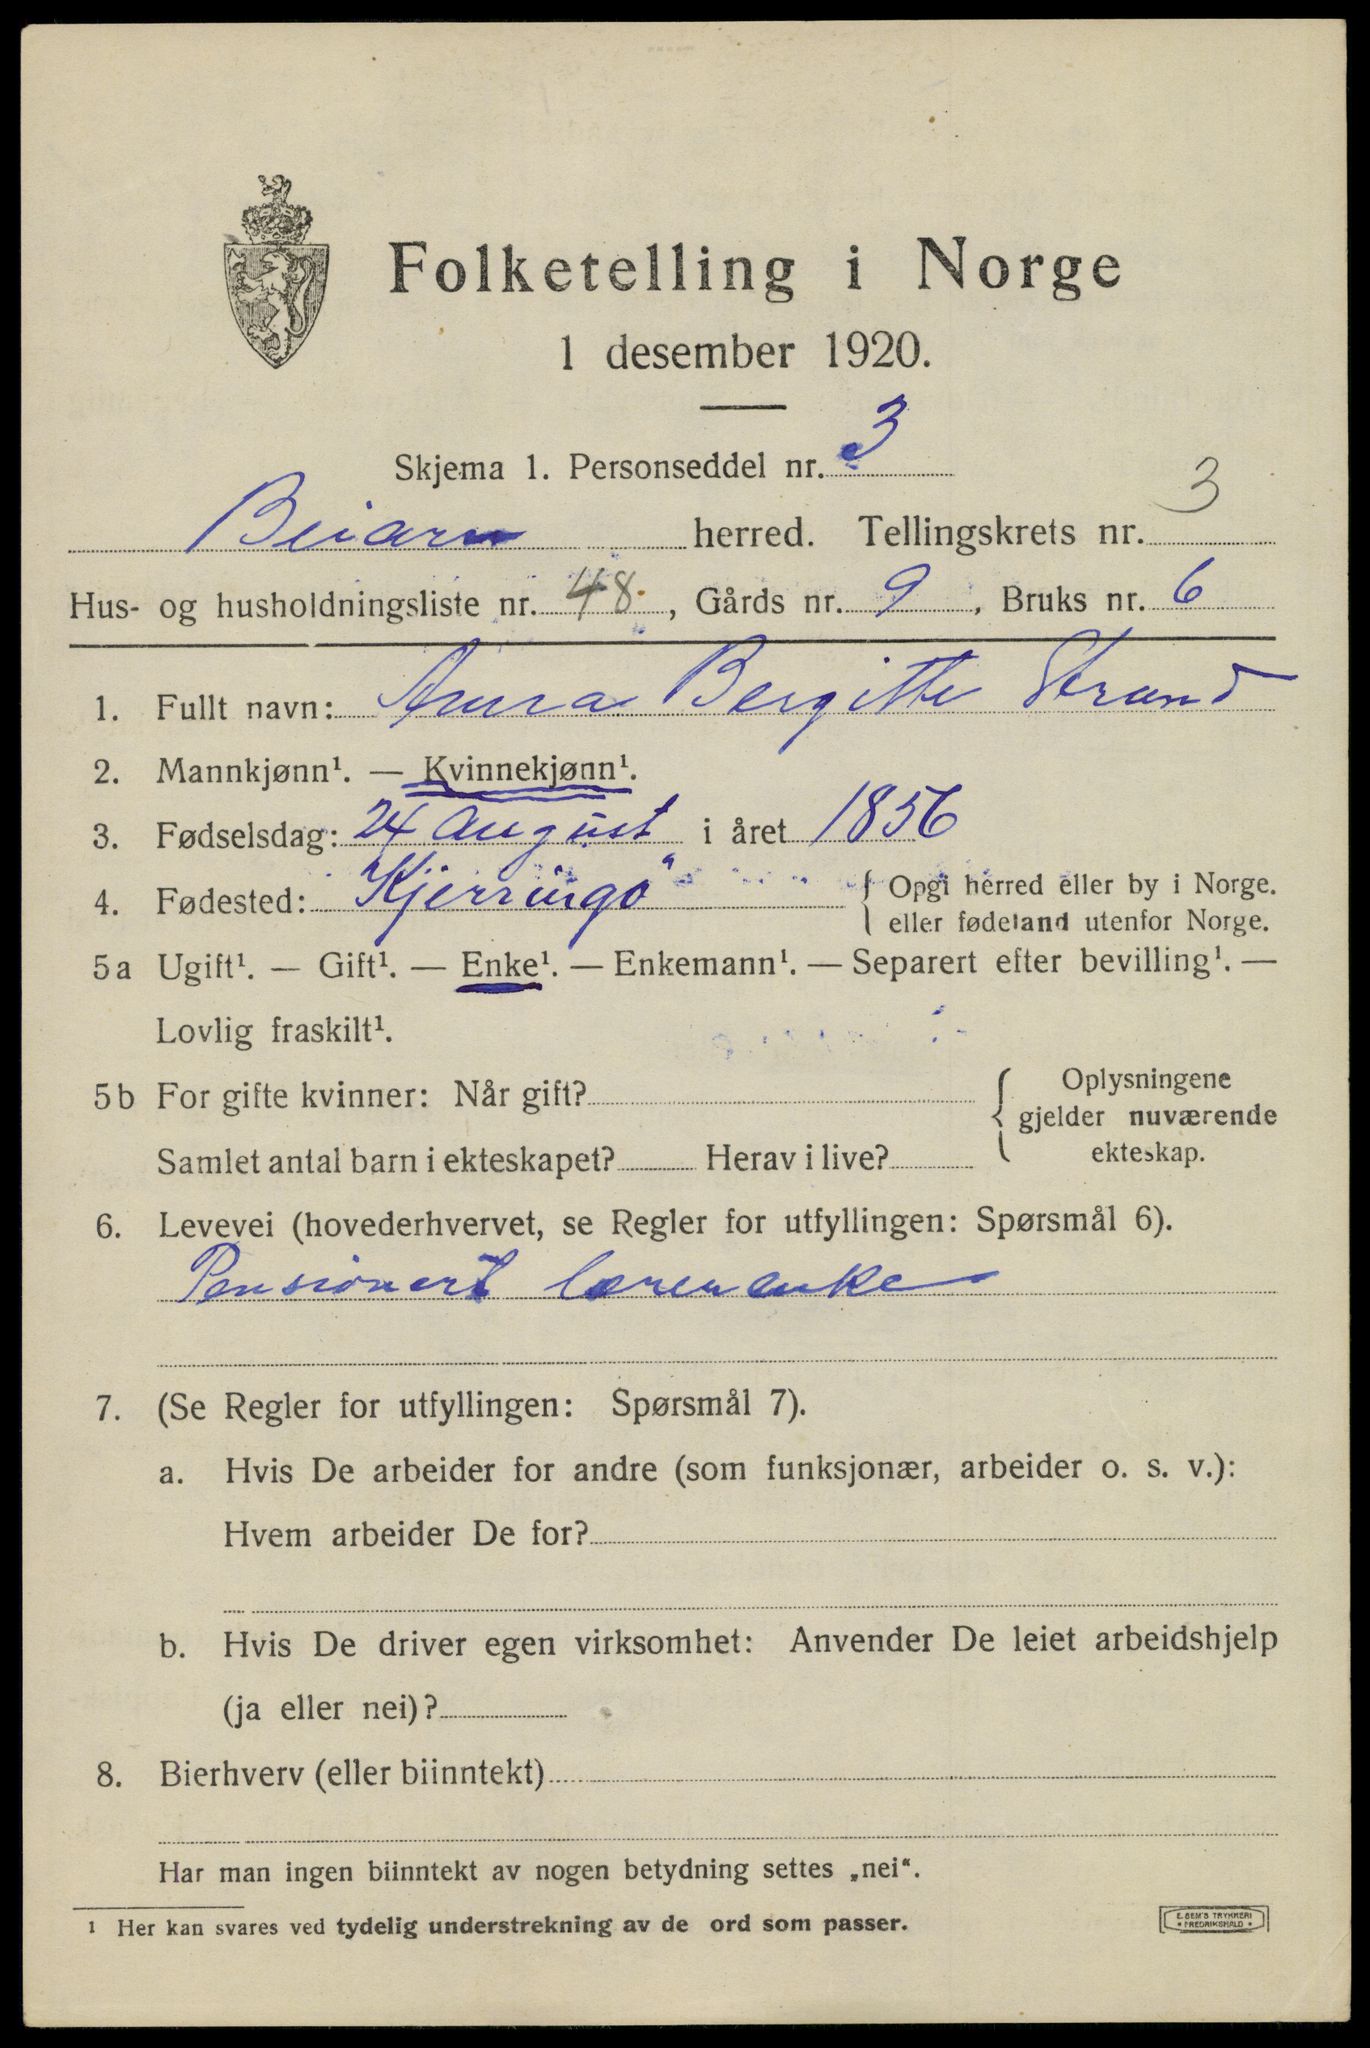 Folketelling i Norge
1 desember 1920.
Skjema 1. Personseddel nr. 3
Beiarn herred. Tellingskrets nr. 3
Hus- og husholdningsliste nr. 48, Gårds nr. 9, Bruks nr. 6
1. Fullt navn: Anna Bergitte Strand
2. Mannkjønn¹. — Kvinnekjønn¹.
3. Fødselsdag: 24 august i året 1856
4. Fødested: Kjerringö { Opgi herred eller by i Norge.
eller fødeland utenfor Norge.
5a Ugift¹. — Gift¹. — Enke¹. — Enkemann¹. — Separert efter bevilling¹. —
Lovlig fraskilt¹.
5b For gifte kvinner: Når gift? { Oplysningene
gjelder nuværende
Samlet antal barn i ekteskapet? Herav i live? ekteskap.
6. Levevei (hovederhvervet, se Regler for utfyllingen: Spørsmål 6).
Pensionert lærerenke
7. (Se Regler for utfyllingen: Spørsmål 7).
a. Hvis De arbeider for andre (som funksjonær, arbeider o. s. v.):
Hvem arbeider De for?
b. Hvis De driver egen virksomhet: Anvender De leiet arbeidshjelp
(ja eller nei)?
8. Bierhverv (eller biinntekt)
Har man ingen biinntekt av nogen betydning settes „nei“.
1 Her kan svares ved tydelig understrekning av de ord som passer.
E. SEM'S TRYKKERI
• FREDRIKSHALD •